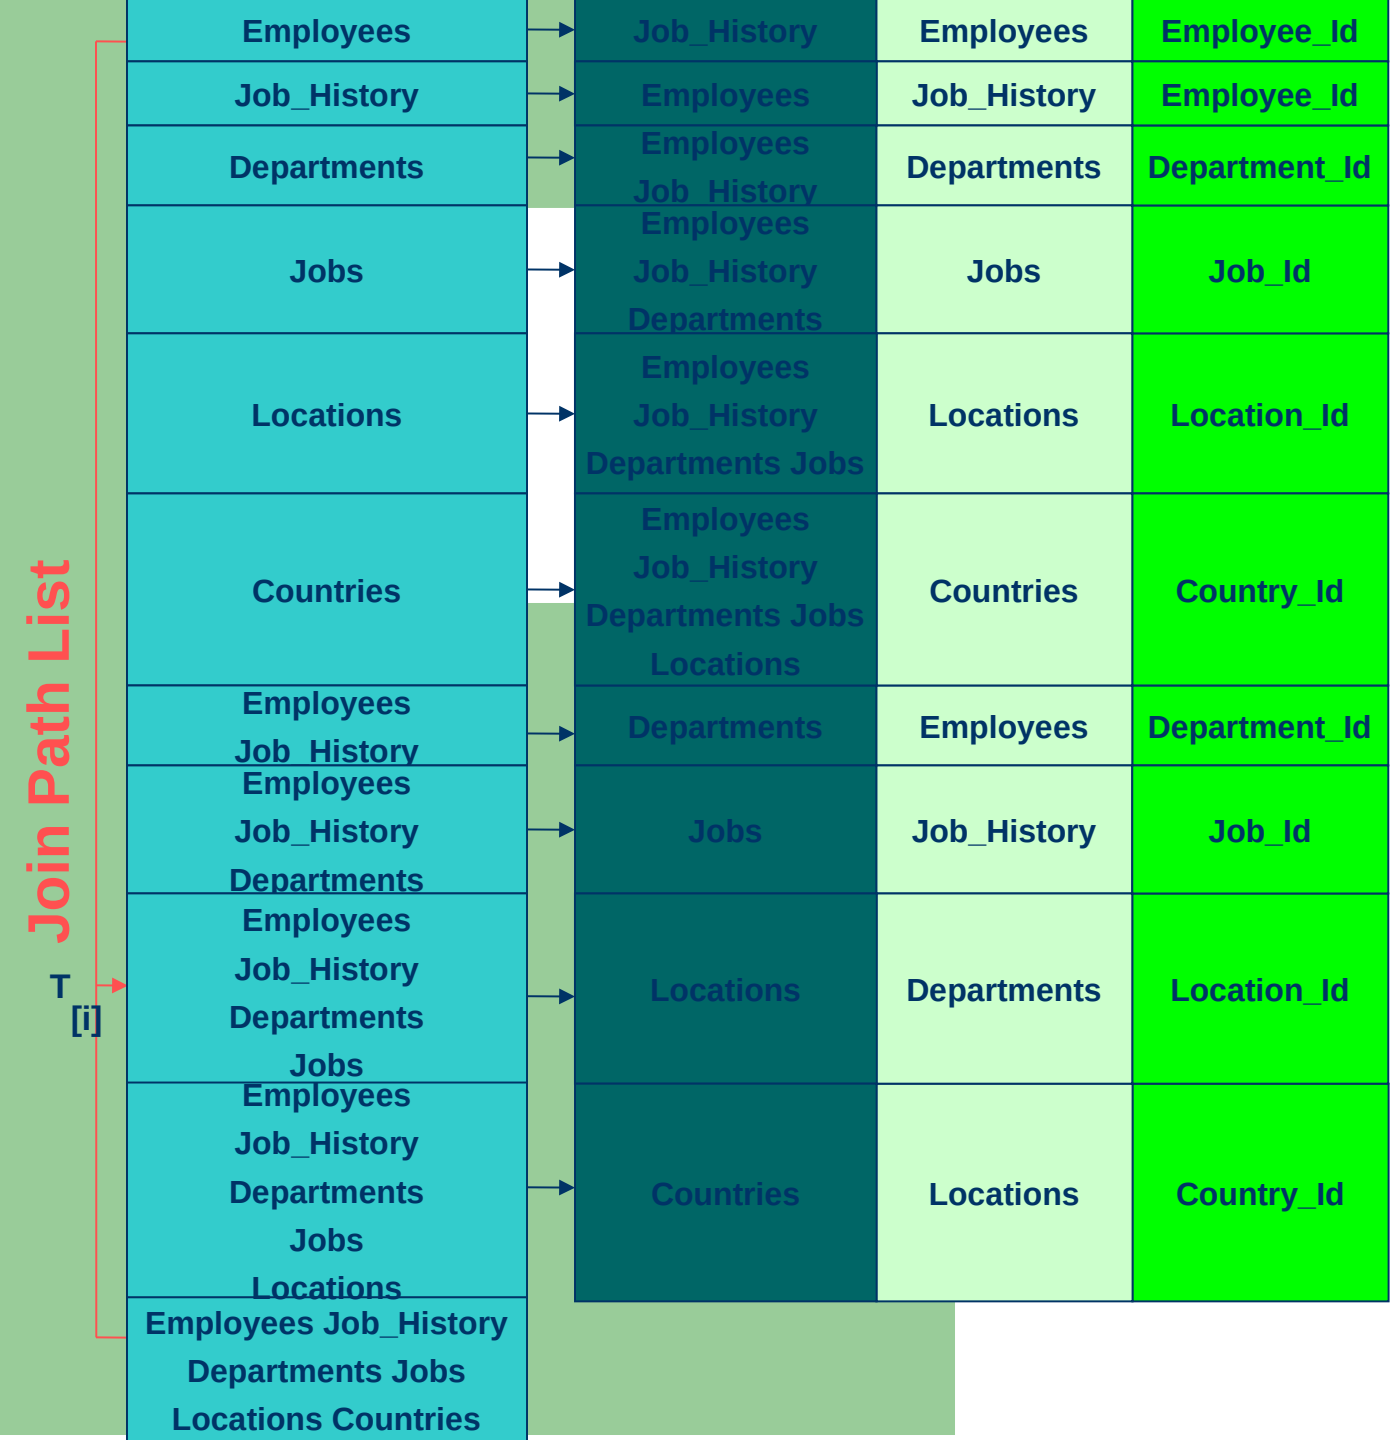 Join Path List
T
[i]
Employees
Job_History
Employees
Employee_Id
Job_History
Employees
Job_History
Employee_Id
Departments
Employees
Job_History
Departments
Department_Id
Jobs
Employees
Job_History
Departments
Jobs
Job_Id
Locations
Employees
Job_History
Departments Jobs
Locations
Location_Id
Countries
Employees
Job_History
Departments Jobs
Locations
Countries
Country_Id
Employees
Job_History
Departments
Employees
Department_Id
Employees
Job_History
Departments
Jobs
Job_History
Job_Id
Employees
Job_History
Departments
Jobs
Locations
Departments
Location_Id
Employees
Job_History
Departments
Jobs
Locations
Countries
Locations
Country_Id
Employees Job_History
Departments Jobs
Locations Countries